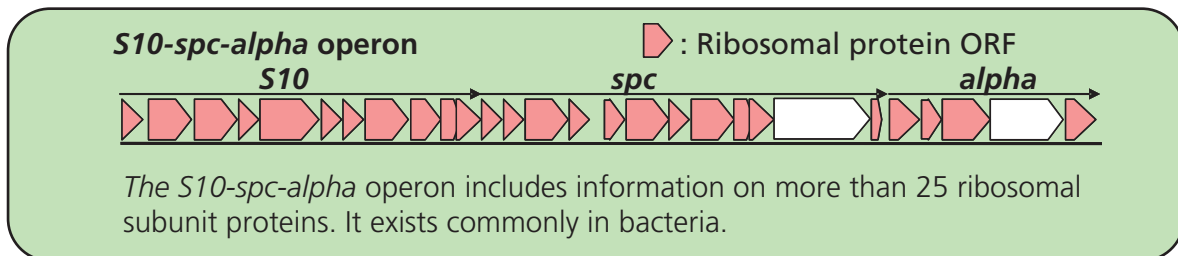 S10-spc-alpha operon : Ribosomal protein ORF
S10 spc alpha
The S10-spc-alpha operon includes information on more than 25 ribosomal
subunit proteins. It exists commonly in bacteria.